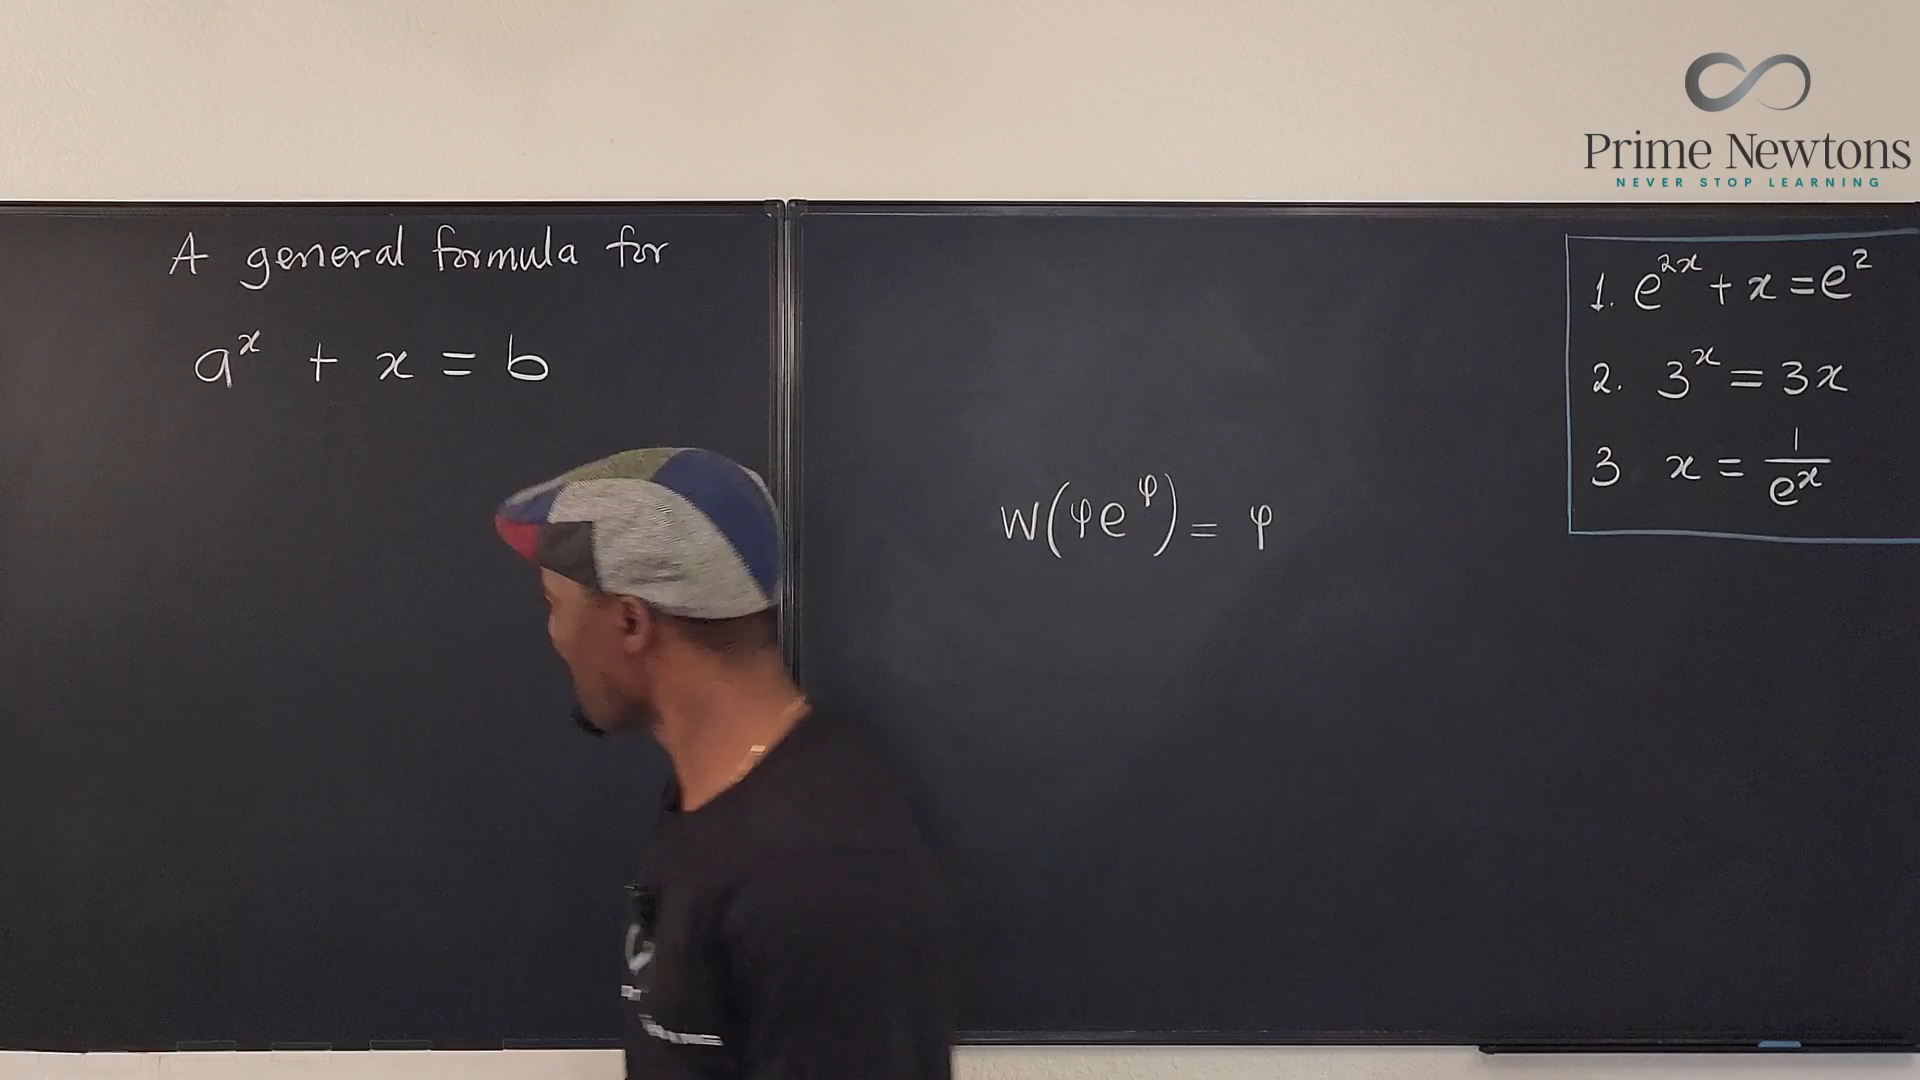 Prime Newtons
NEVER STOP LEARNING
A general formula for
a^x + x = b
W(φe^φ) = φ
1. e^{2x} + x = e^2
2. 3^x = 3x
3 x = 1/e^x